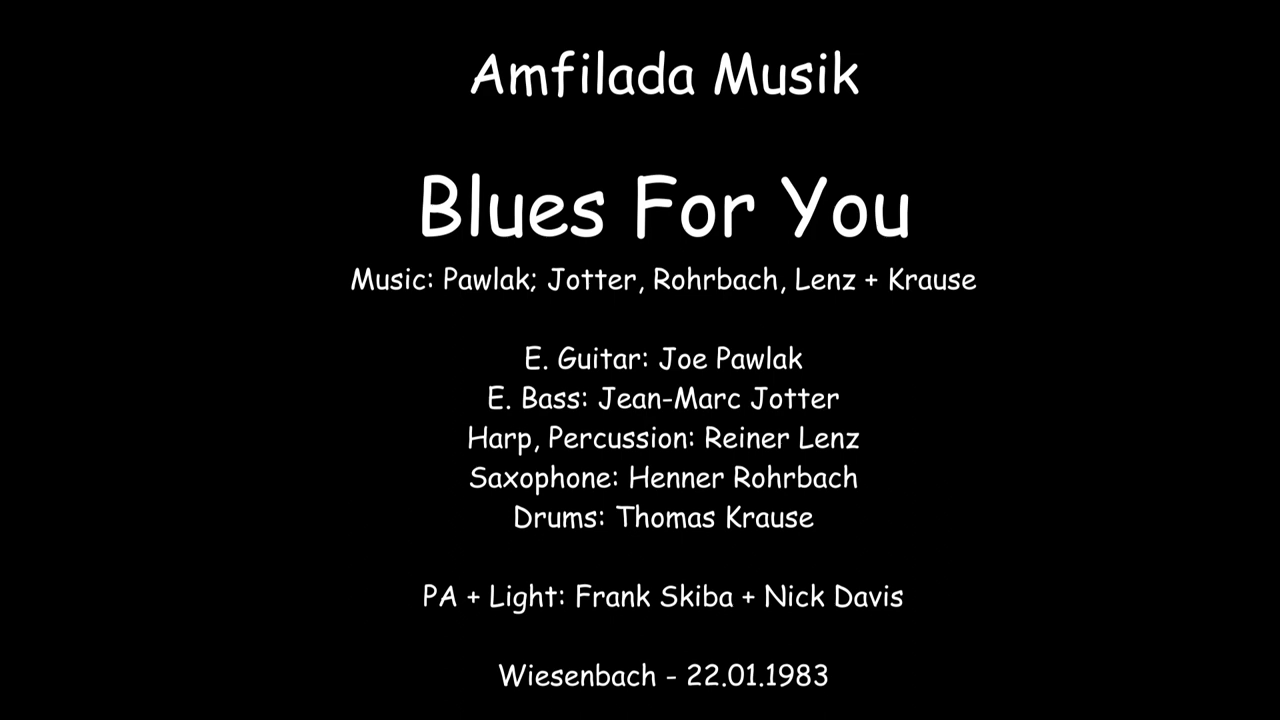 Amfilada Musik
Blues For You
Music: Pawlak; Jotter, Rohrbach, Lenz + Krause
E. Guitar: Joe Pawlak
E. Bass: Jean-Marc Jotter
Harp, Percussion: Reiner Lenz
Saxophone: Henner Rohrbach
Drums: Thomas Krause
PA + Light: Frank Skiba + Nick Davis
Wiesenbach - 22.01.1983